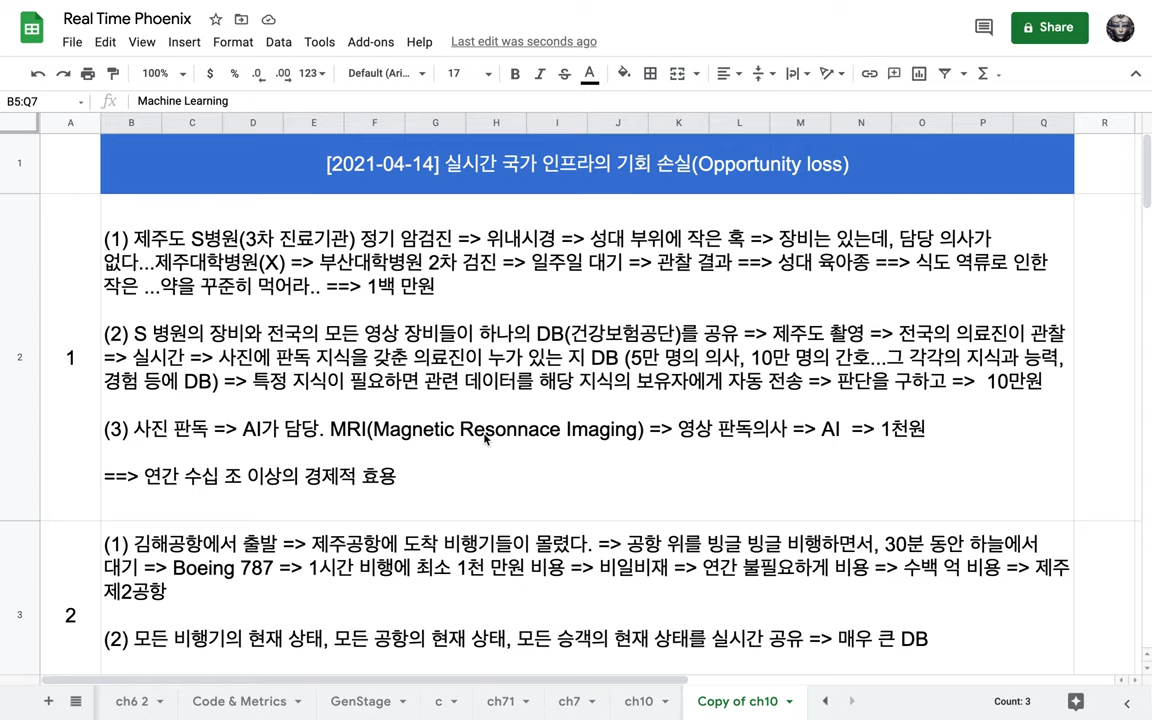 Real Time Phoenix
File Edit View Insert Format Data Tools Add-ons Help Last edit was seconds ago
Share
100% $ % .0 .00 123 Default (Ari... 17 B I S A
B5:Q7 fx Machine Learning
A B C D E F G H I J K L M N O P Q R
1 [2021-04-14] 실시간 국가 인프라의 기회 손실(Opportunity loss)
(1) 제주도 S병원(3차 진료기관) 정기 암검진 => 위내시경 => 성대 부위에 작은 혹 => 장비는 있는데, 담당 의사가
없다...제주대학병원(X) => 부산대학병원 2차 검진 => 일주일 대기 => 관찰 결과 ==> 성대 육아종 ==> 식도 역류로 인한
작은 ...약을 꾸준히 먹어라.. ==> 1백 만원
(2) S 병원의 장비와 전국의 모든 영상 장비들이 하나의 DB(건강보험공단)를 공유 => 제주도 촬영 => 전국의 의료진이 관찰
2 1 => 실시간 => 사진에 판독 지식을 갖춘 의료진이 누가 있는 지 DB (5만 명의 의사, 10만 명의 간호...그 각각의 지식과 능력,
경험 등에 DB) => 특정 지식이 필요하면 관련 데이터를 해당 지식의 보유자에게 자동 전송 => 판단을 구하고 => 10만원
(3) 사진 판독 => AI가 담당. MRI(Magnetic Resonnace Imaging) => 영상 판독의사 => AI => 1천원
==> 연간 수십 조 이상의 경제적 효용
(1) 김해공항에서 출발 => 제주공항에 도착 비행기들이 몰렸다. => 공항 위를 빙글 빙글 비행하면서, 30분 동안 하늘에서
대기 => Boeing 787 => 1시간 비행에 최소 1천 만원 비용 => 비일비재 => 연간 불필요하게 비용 => 수백 억 비용 => 제주
제2공항
3 2
(2) 모든 비행기의 현재 상태, 모든 공항의 현재 상태, 모든 승객의 현재 상태를 실시간 공유 => 매우 큰 DB
ch6 2 Code & Metrics GenStage c ch71 ch7 ch10 Copy of ch10 Count: 3